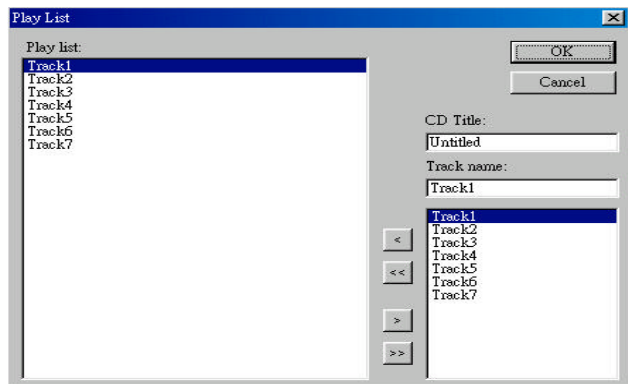 Play List
Play list:
Track1
Track2
Track3
Track4
Track5
Track6
Track7
OK
Cancel
CD Title:
Untitled
Track name:
Track1
Track1
Track2
Track3
Track4
Track5
Track6
Track7
<
<<
>
>>